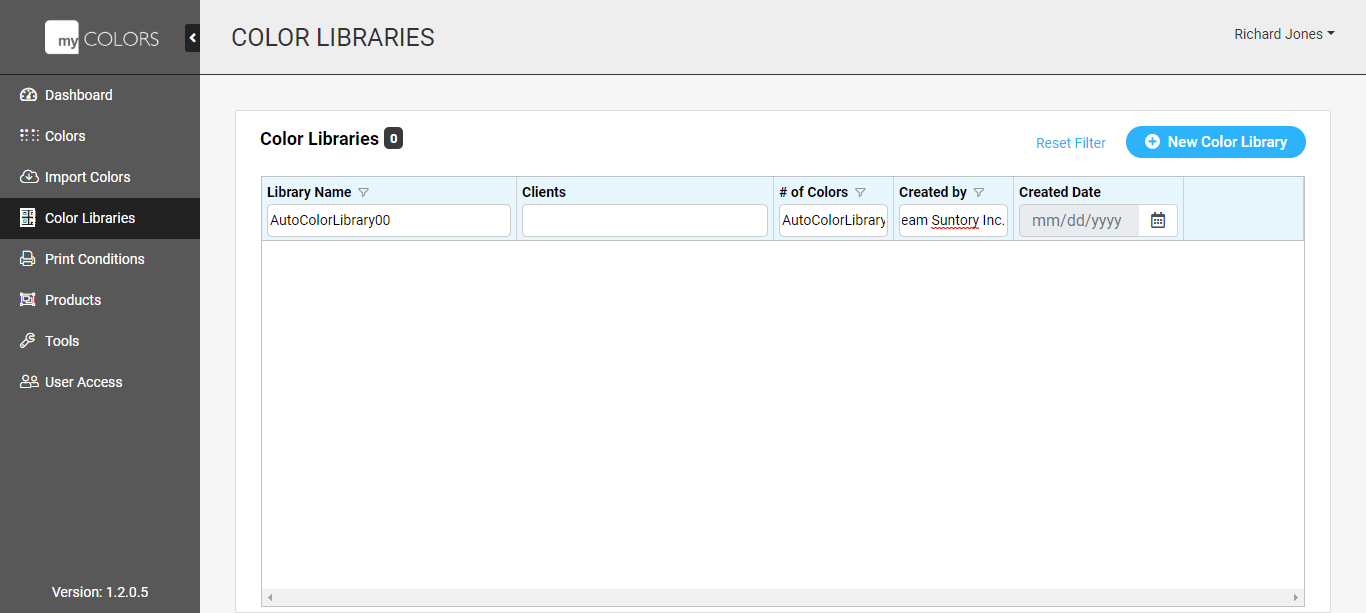 my COLORS
COLOR LIBRARIES
Richard Jones
Dashboard
Colors
Import Colors
Color Libraries
Print Conditions
Products
Tools
User Access
Version: 1.2.0.5
Color Libraries 0
Reset Filter
New Color Library
Library Name Clients # of Colors Created by Created Date
AutoColorLibrary00 AutoColorLibrary eam Suntory Inc. mm/dd/yyyy